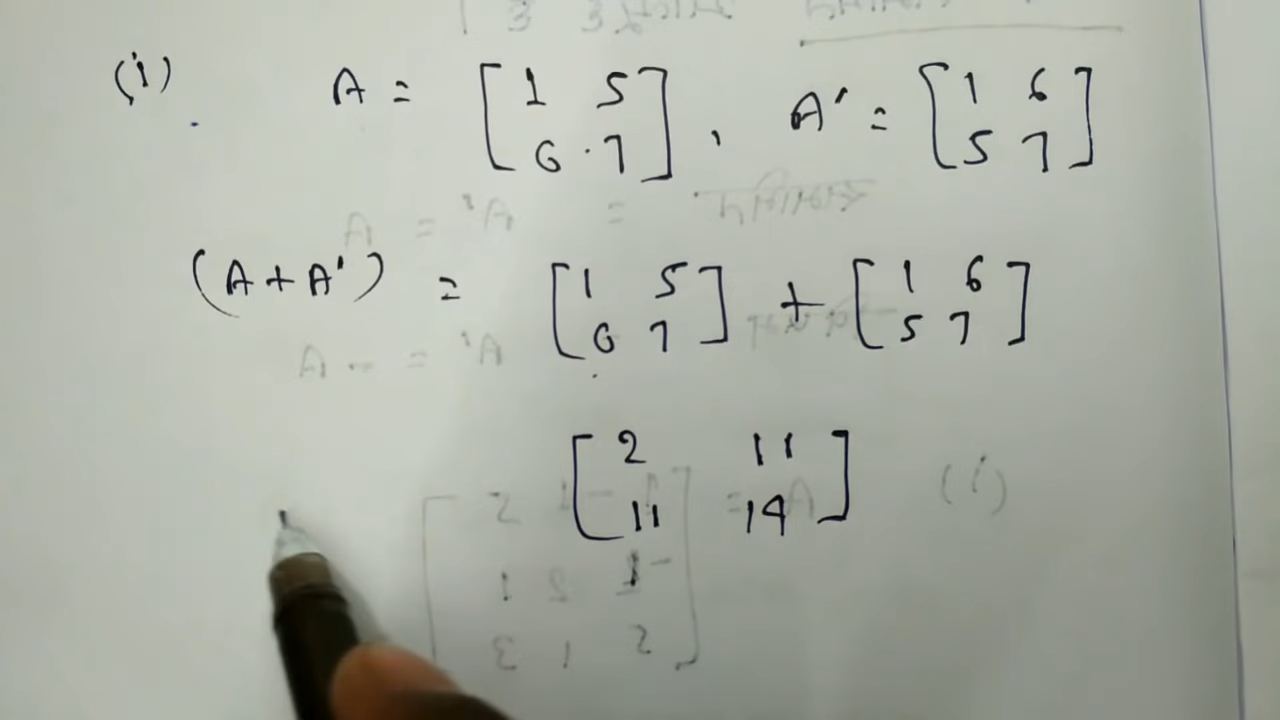 (i) A = [1 5 6 7], A' = [1 6 5 7]
(A + A') = [1 5 6 7] + [1 6 5 7]
[2 11 11 14]